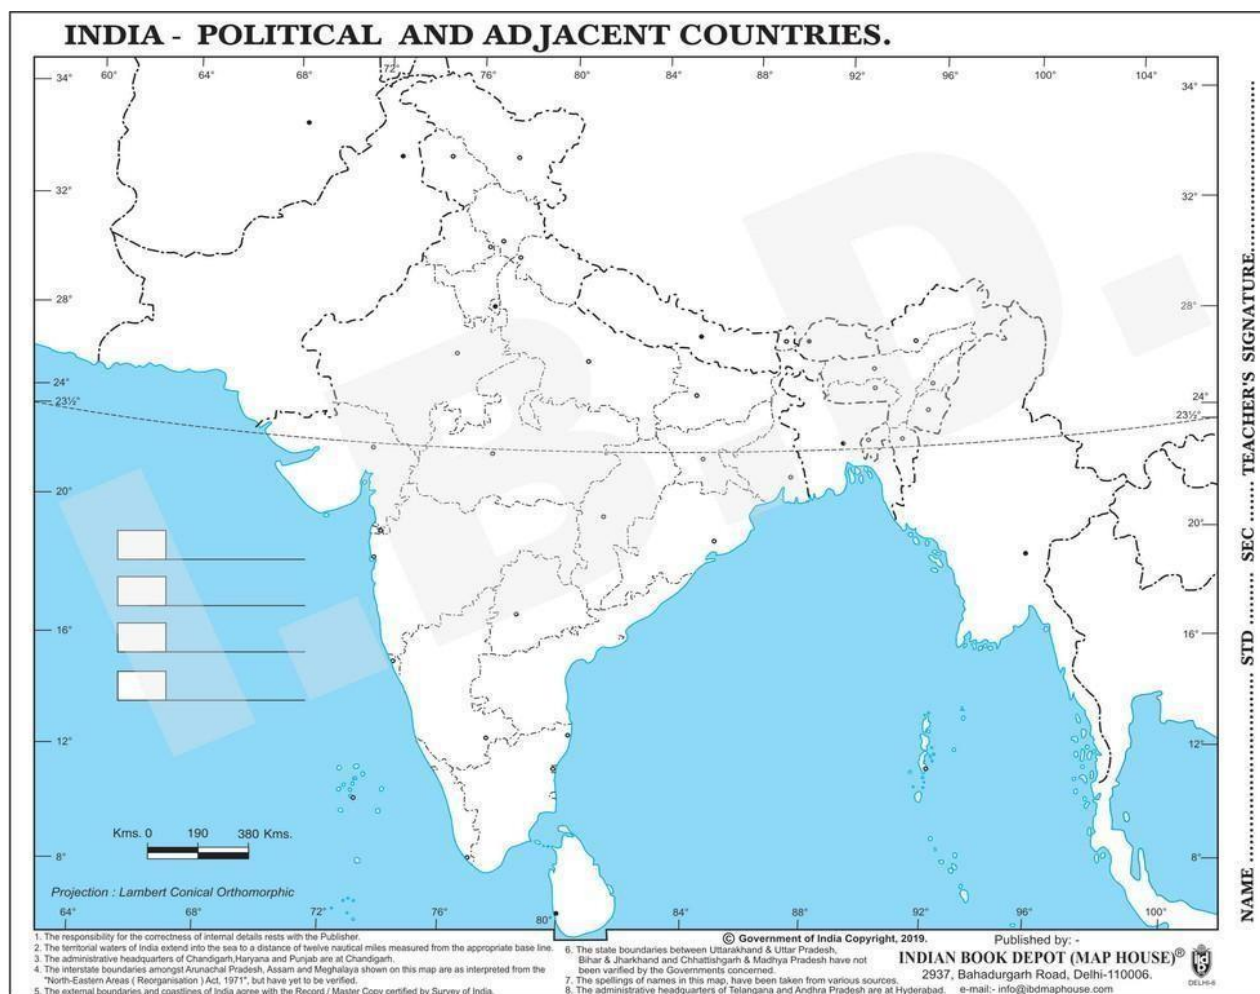 INDIA - POLITICAL AND ADJACENT COUNTRIES.
60° 64° 68° 72° 76° 80° 84° 88° 92° 96° 100° 104°
34° 34°
32° 32°
28° 28°
24° 24°
23½° 23½°
20° 20°
16° 16°
12° 12°
8° 8°
I.B.D.
Kms. 0 190 380 Kms.
Projection : Lambert Conical Orthomorphic
64° 68° 72° 76° 80° 84° 88° 92° 96° 100°
1. The responsibility for the correctness of internal details rests with the Publisher.
2. The territorial waters of India extend into the sea to a distance of twelve nautical miles measured from the appropriate base line.
3. The administrative headquarters of Chandigarh,Haryana and Punjab are at Chandigarh.
4. The interstate boundaries amongst Arunachal Pradesh, Assam and Meghalaya shown on this map are as interpreted from the
"North-Eastern Areas ( Reorganisation ) Act, 1971", but have yet to be verified.
5. The external boundaries and coastlines of India agree with the Record / Master Copy certified by Survey of India.
© Government of India Copyright, 2019.
6. The state boundaries between Uttarakhand & Uttar Pradesh,
Bihar & Jharkhand and Chhattishgarh & Madhya Pradesh have not
been varified by the Governments concerned.
7. The spellings of names in this map, have been taken from various sources.
8. The administrative headquarters of Telangana and Andhra Pradesh are at Hyderabad.
Published by: -
INDIAN BOOK DEPOT (MAP HOUSE)®
2937, Bahadurgarh Road, Delhi-110006.
e-mail:- info@ibdmaphouse.com
DELHI-6
NAME ........ STD ........ SEC ........ TEACHER'S SIGNATURE........